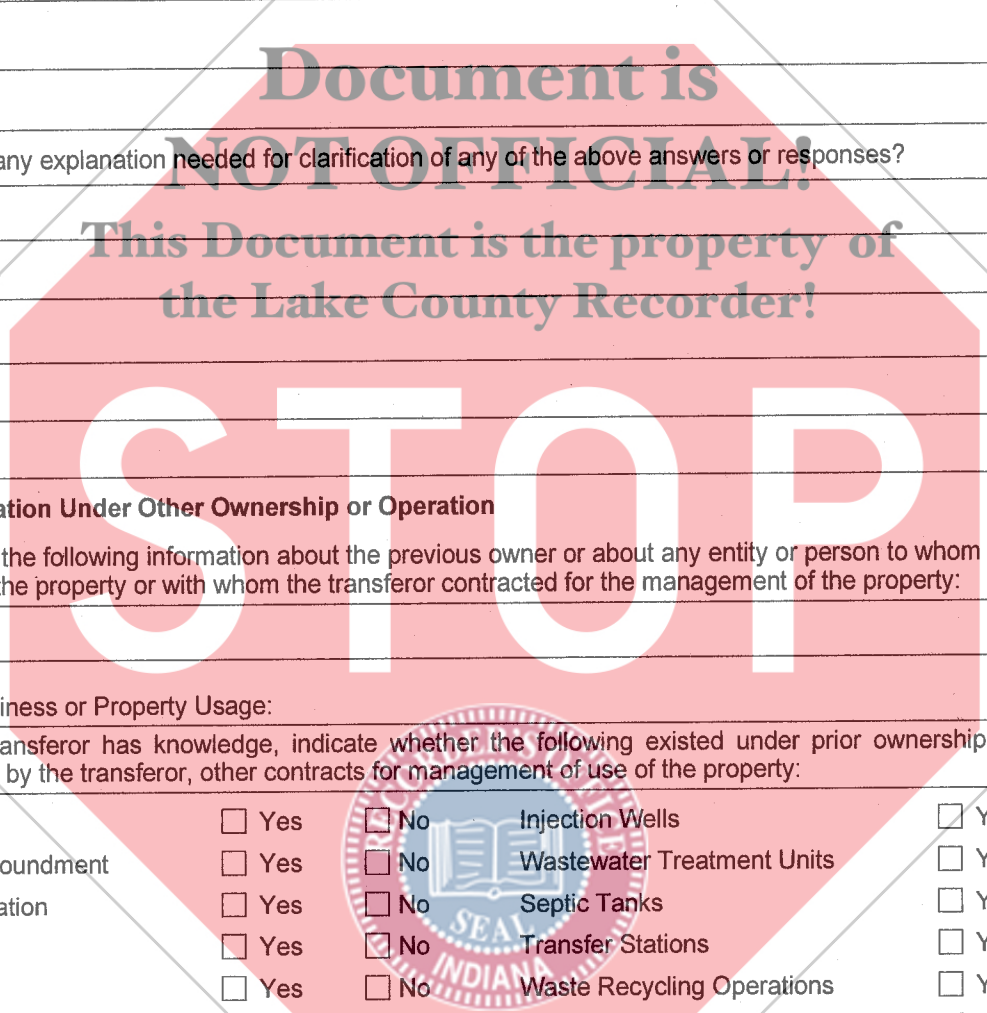 Document is
any explanation needed for clarification of any of the above answers or responses?
NOT OFFICIAL!
This Document is the property of
the Lake County Recorder!
STOP
ation Under Other Ownership or Operation
the following information about the previous owner or about any entity or person to whom
the property or with whom the transferor contracted for the management of the property:
iness or Property Usage:
ansferor has knowledge, indicate whether the following existed under prior ownership
by the transferor, other contracts for management of use of the property:
Yes No Injection Wells Y
oundment Yes No Wastewater Treatment Units Y
ation Yes No Septic Tanks Y
Yes No Transfer Stations Y
Yes No Waste Recycling Operations Y
RECORDER'S OFFICE
SEAL
INDIANA